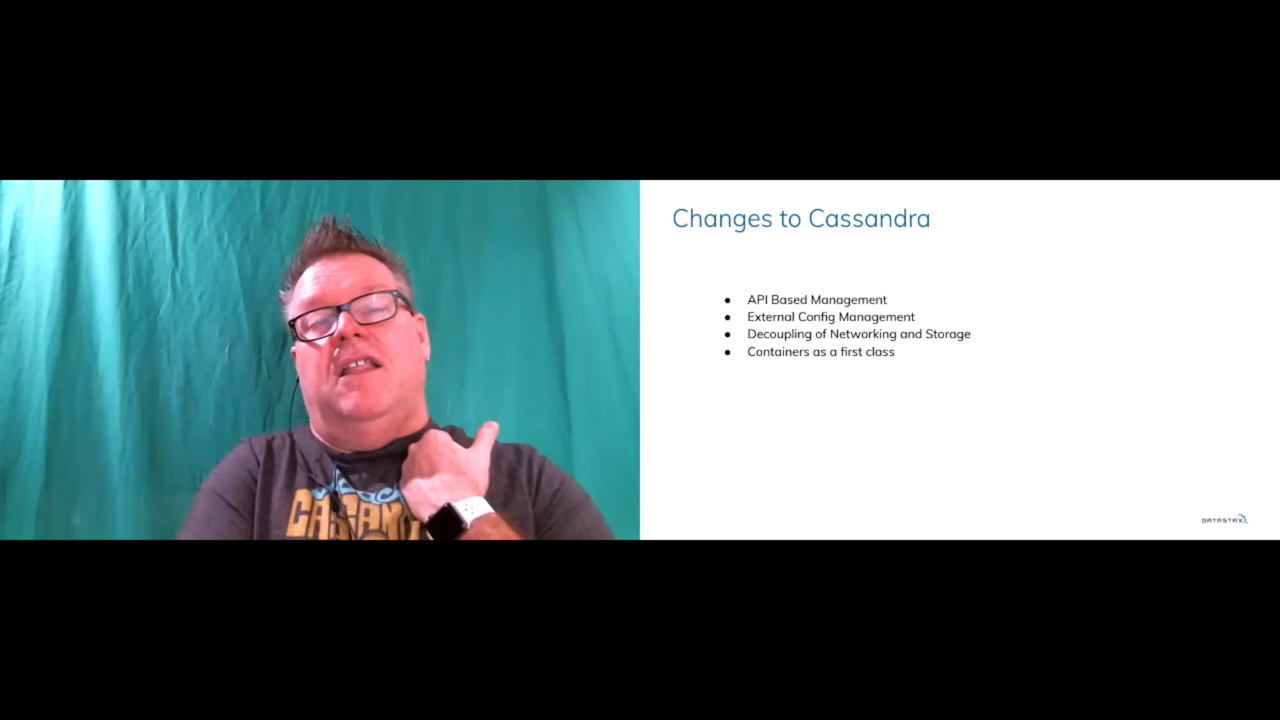 Changes to Cassandra
● API Based Management
● External Config Management
● Decoupling of Networking and Storage
● Containers as a first class
DATASTAX